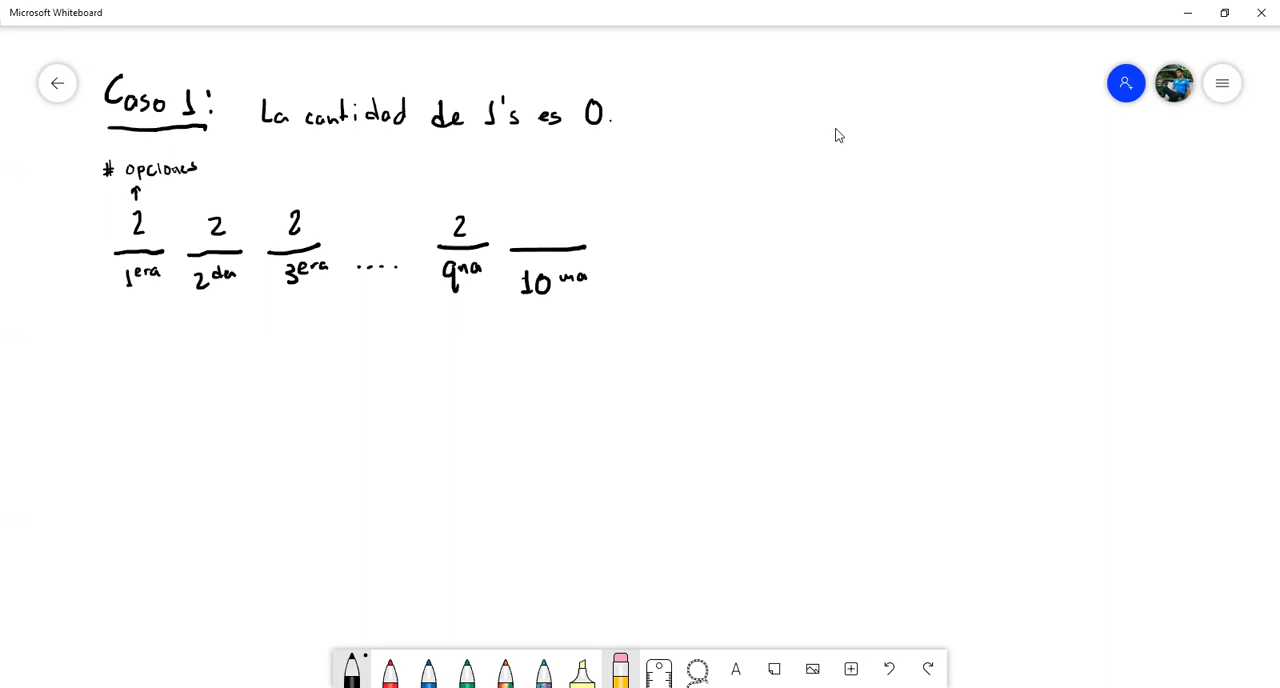 Microsoft Whiteboard
Caso 1: La cantidad de 1's es 0.
# opciones
2 2 2 2
1era 2da 3era .... 9na 10ma
A